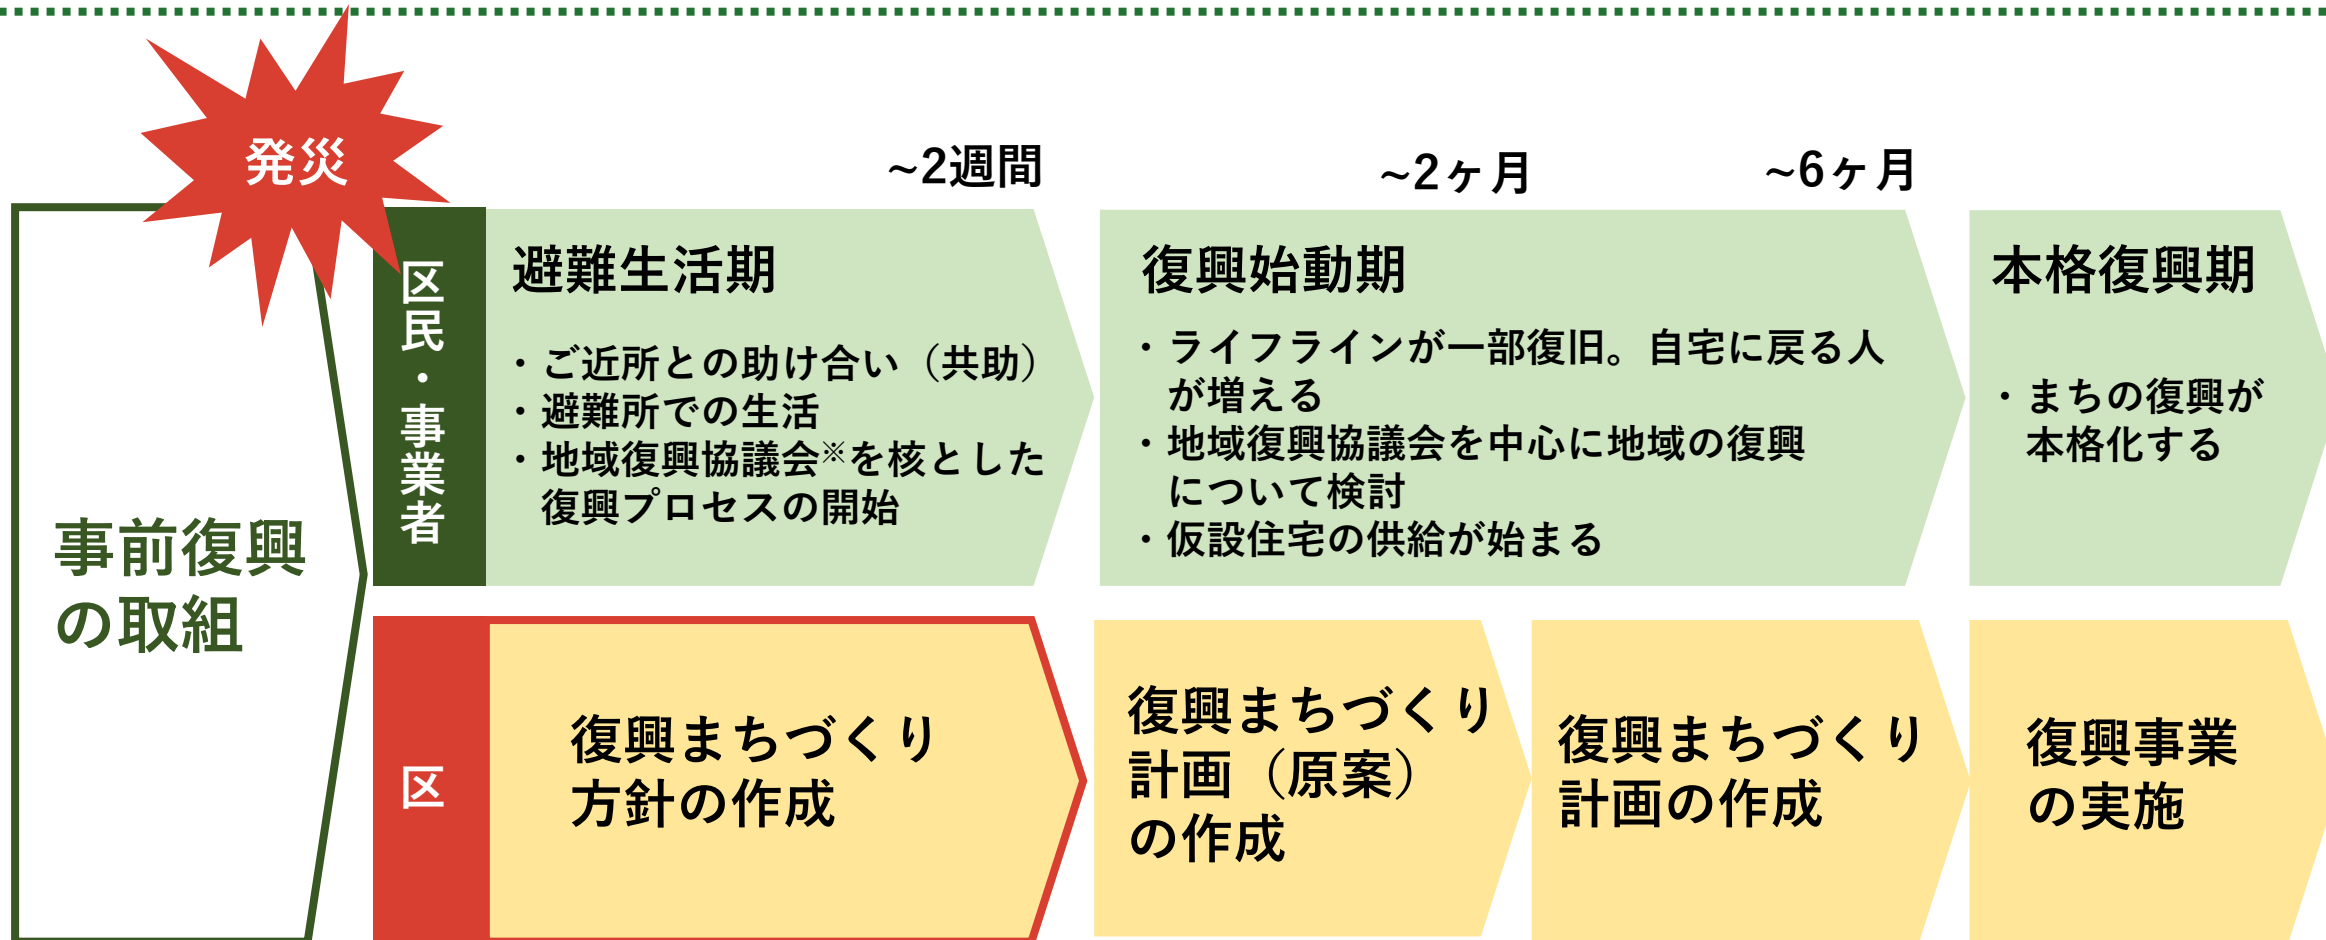 発災
~2週間
~2ヶ月
~6ヶ月
事前復興
の取組
区民・事業者
避難生活期
・ご近所との助け合い（共助）
・避難所での生活
・地域復興協議会※を核とした
復興プロセスの開始
復興始動期
・ライフラインが一部復旧。自宅に戻る人
が増える
・地域復興協議会を中心に地域の復興
について検討
・仮設住宅の供給が始まる
本格復興期
・まちの復興が
本格化する
区
復興まちづくり
方針の作成
復興まちづくり
計画（原案）
の作成
復興まちづくり
計画の作成
復興事業
の実施